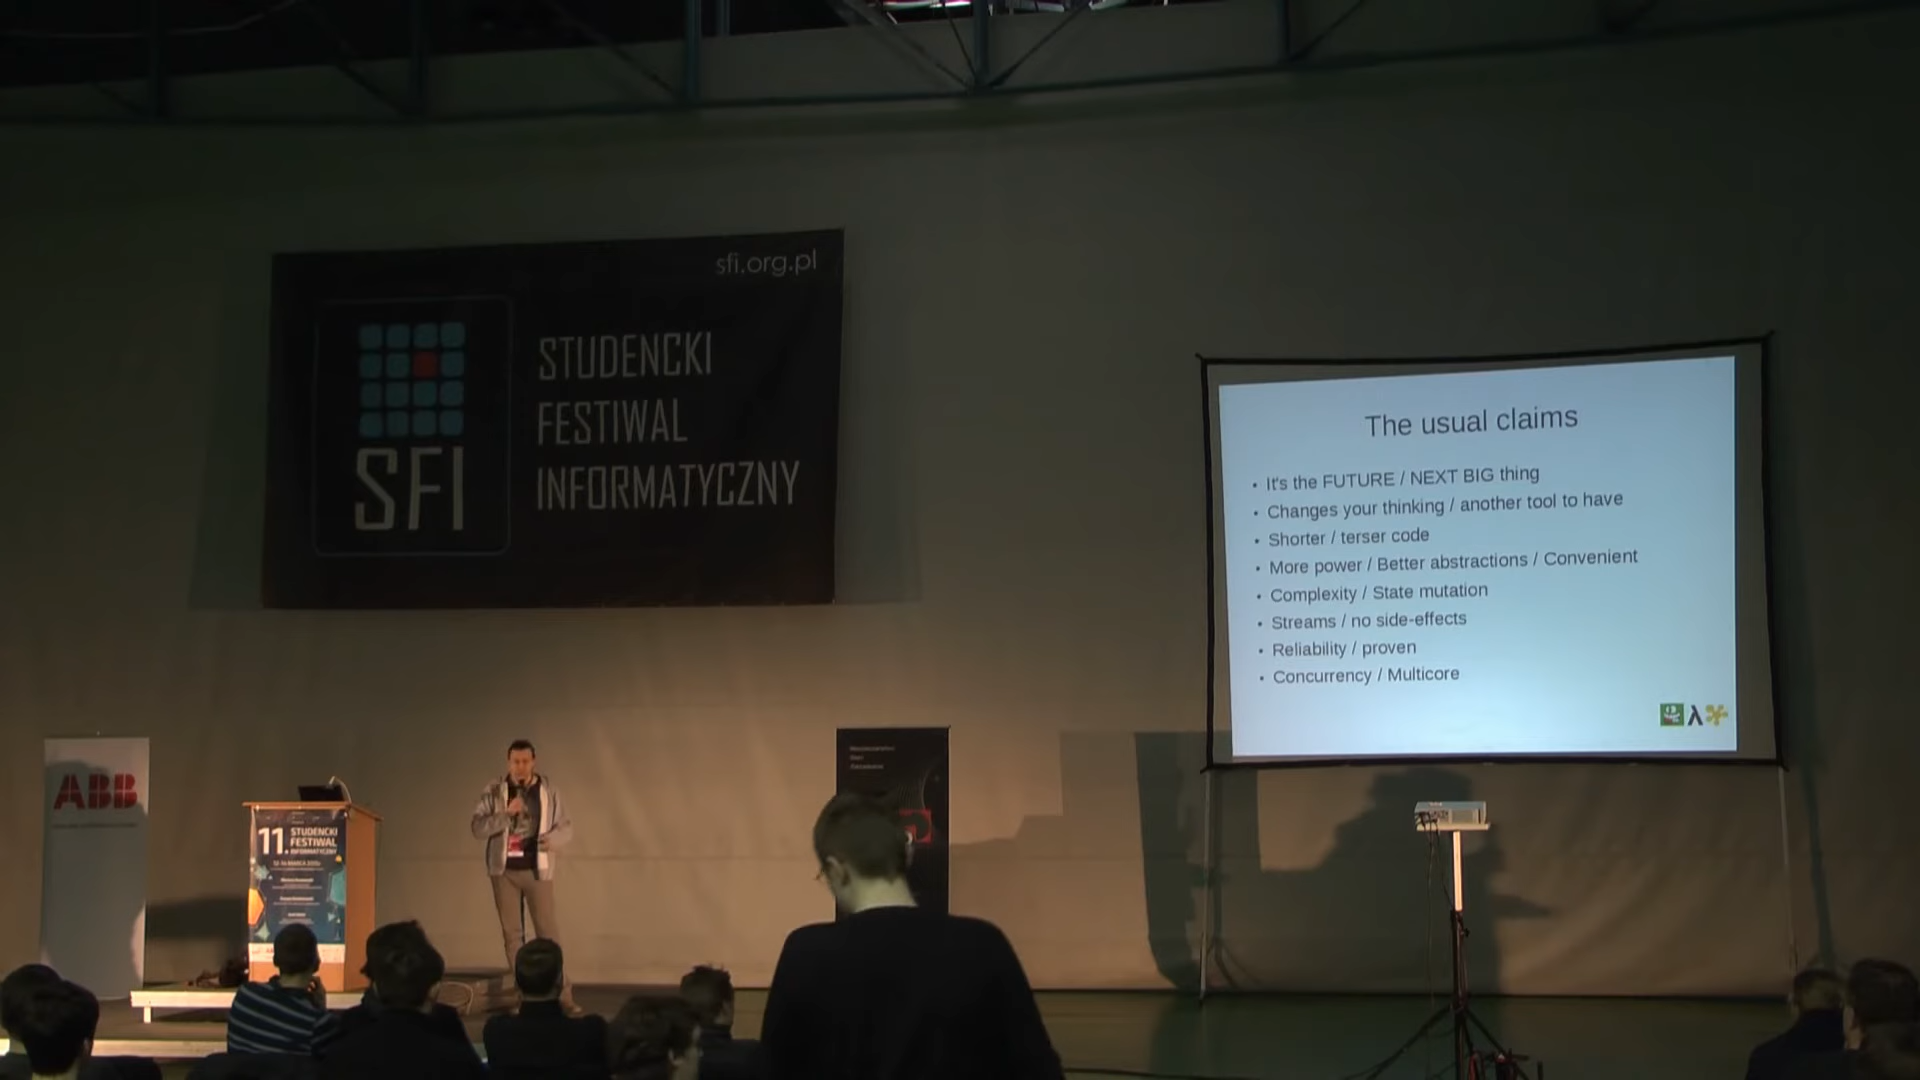 sfi.org.pl
SFI
STUDENCKI
FESTIWAL
INFORMATYCZNY
The usual claims
• It's the FUTURE / NEXT BIG thing
• Changes your thinking / another tool to have
• Shorter / terser code
• More power / Better abstractions / Convenient
• Complexity / State mutation
• Streams / no side-effects
• Reliability / proven
• Concurrency / Multicore
λ
ABB
11. STUDENCKI
FESTIWAL
INFORMATYCZNY